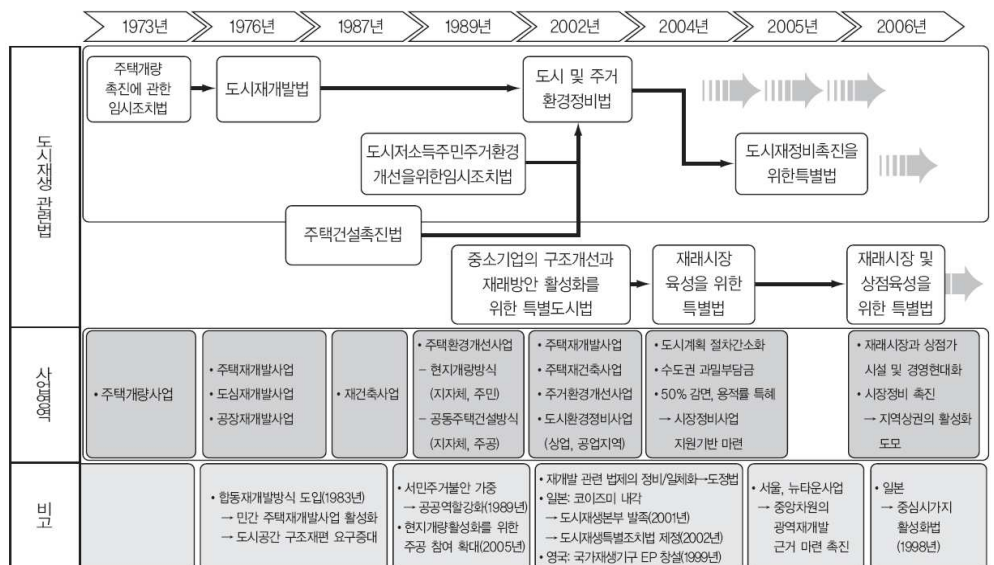 1973년
1976년
1987년
1989년
2002년
2004년
2005년
2006년
도시재생 관련법
주택개량
촉진에 관한
임시조치법
도시재개발법
도시 및 주거
환경정비법
도시저소득주민주거환경
개선을위한임시조치법
도시재정비촉진을
위한특별법
주택건설촉진법
중소기업의 구조개선과
재래방안 활성화를
위한 특별도시법
재래시장
육성을 위한
특별법
재래시장 및
상점육성을
위한 특별법
사업영역
• 주택개량사업
• 주택재개발사업
• 도심재개발사업
• 공장재개발사업
• 재건축사업
• 주택환경개선사업
– 현지개량방식
(지자체, 주민)
– 공동주택건설방식
(지자체, 주공)
• 주택재개발사업
• 주택재건축사업
• 주거환경개선사업
• 도시환경정비사업
(상업, 공업지역)
• 도시계획 절차간소화
• 수도권 과밀부담금
• 50% 감면, 용적률 특혜
→ 시장정비사업
지원기반 마련
• 재래시장과 상점가
시설 및 경영현대화
• 시장정비 촉진
→ 지역상권의 활성화
도모
비고
• 합동재개발방식 도입(1983년)
→ 민간 주택재개발사업 활성화
→ 도시공간 구조재편 요구증대
• 서민주거불안 가중
→ 공공역할강화(1989년)
• 현지개량활성화를 위한
주공 참여 확대(2005년)
• 재개발 관련 법제의 정비/일체화→도정법
• 일본: 코이즈미 내각
→ 도시재생본부 발족(2001년)
→ 도시재생특별조치법 제정(2002년)
• 영국: 국가재생기구 EP 창설(1999년)
• 서울, 뉴타운사업
→ 중앙차원의
광역재개발
근거 마련 촉진
• 일본
→ 중심시가지
활성화법
(1998년)